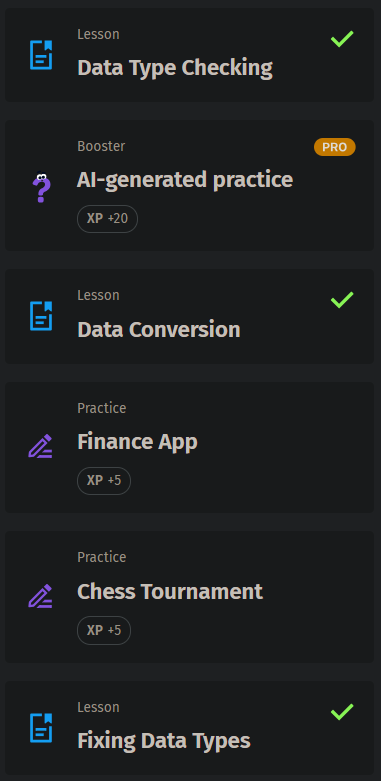 Lesson
Data Type Checking
Booster
PRO
AI-generated practice
XP +20
Lesson
Data Conversion
Practice
Finance App
XP +5
Practice
Chess Tournament
XP +5
Lesson
Fixing Data Types